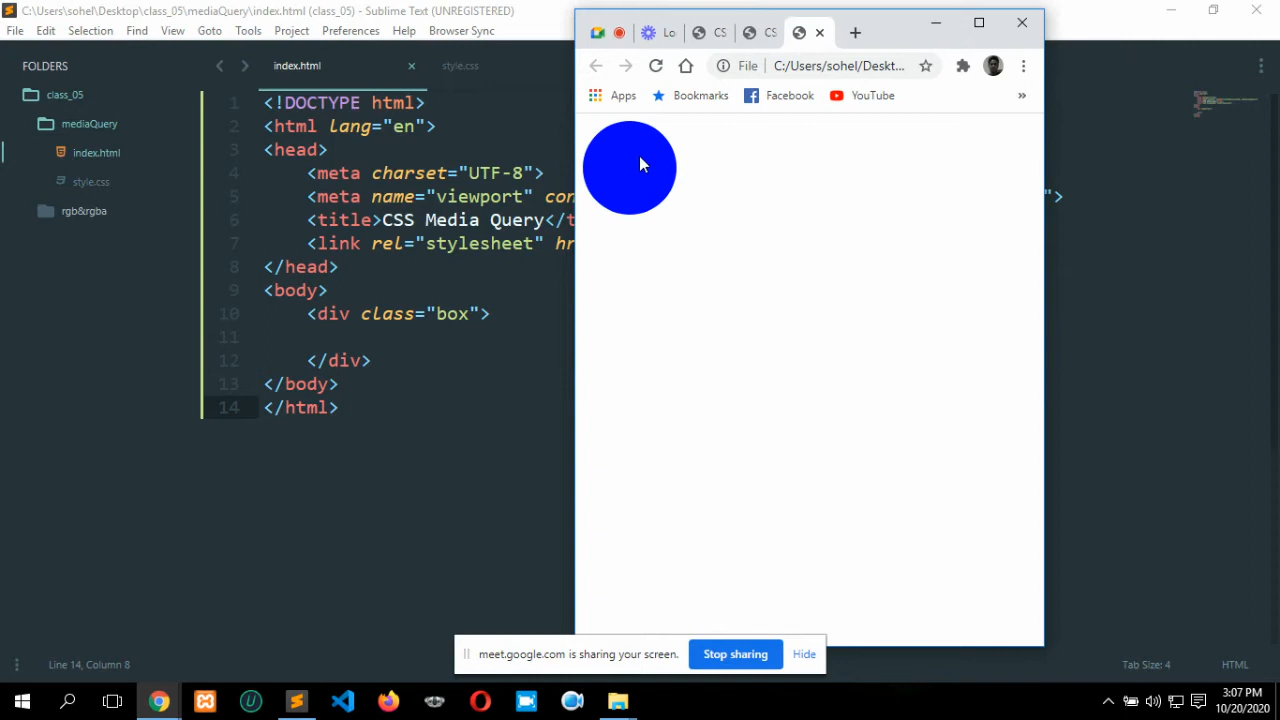 C:\Users\sohel\Desktop\class_05\mediaQuery\index.html (class_05) - Sublime Text (UNREGISTERED)
File Edit Selection Find View Goto Tools Project Preferences Help Browser Sync
FOLDERS
class_05
mediaQuery
index.html
style.css
rgb&rgba
index.html
style.css
1 <!DOCTYPE html>
2 <html lang="en">
3 <head>
4 <meta charset="UTF-8">
5 <meta name="viewport" con ">
6 <title>CSS Media Query</t
7 <link rel="stylesheet" hr
8 </head>
9 <body>
10 <div class="box">
11
12 </div>
13 </body>
14 </html>
Lo CS CS
File C:/Users/sohel/Deskt...
Apps Bookmarks Facebook YouTube »
meet.google.com is sharing your screen. Stop sharing Hide
Line 14, Column 8
Tab Size: 4 HTML
3:07 PM
10/20/2020